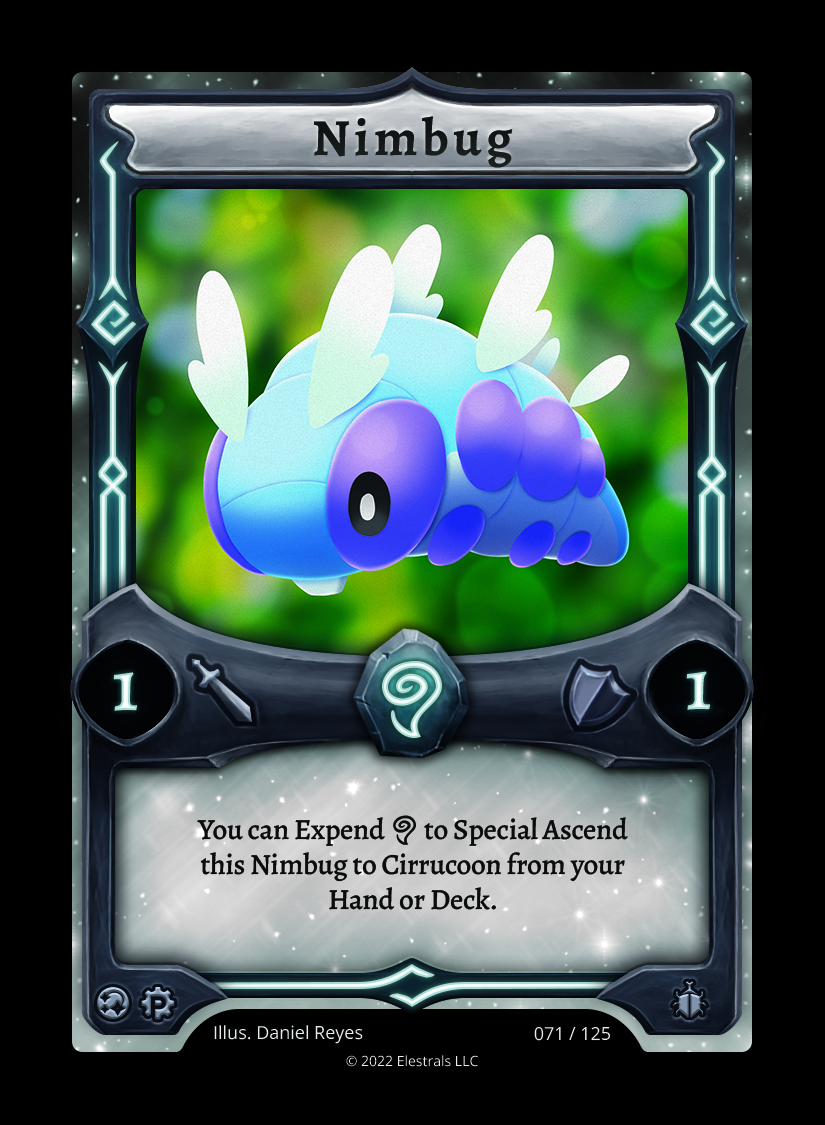 Nimbug
1
1
You can Expend to Special Ascend
this Nimbug to Cirrucoon from your
Hand or Deck.
P
Illus. Daniel Reyes
071 / 125
© 2022 Elestrals LLC